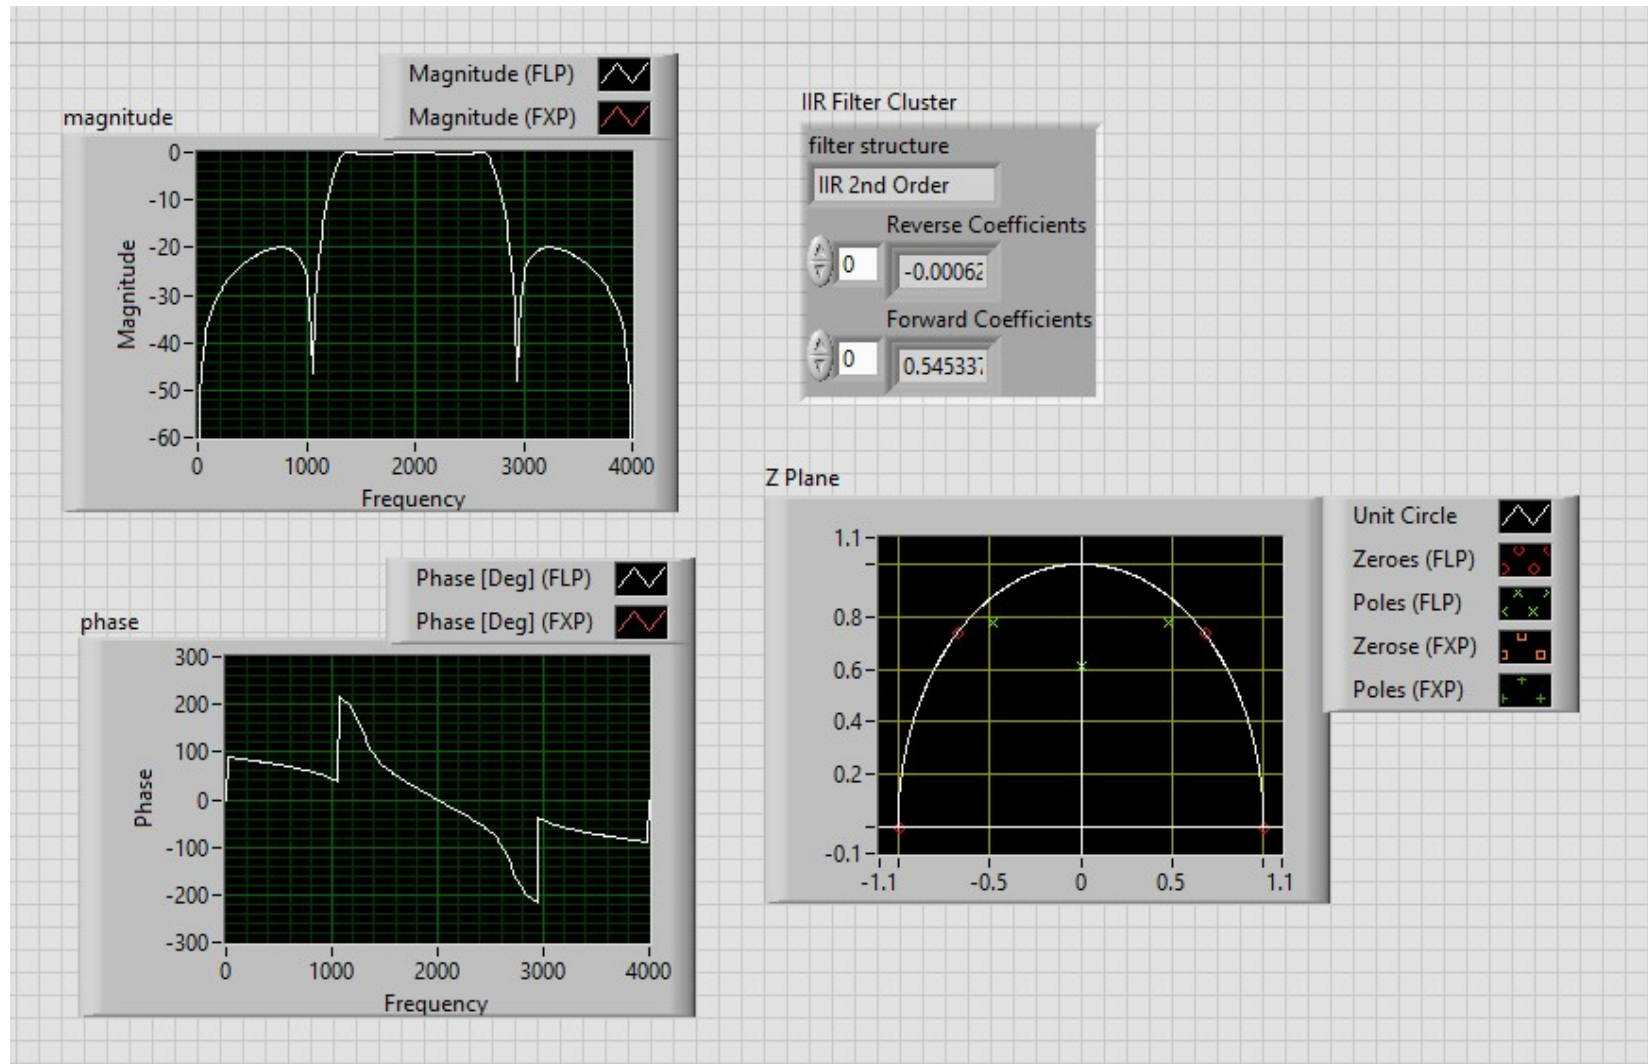 magnitude
Magnitude (FLP)
Magnitude (FXP)
0
-10
-20
-30
-40
-50
-60
Magnitude
0 1000 2000 3000 4000
Frequency
IIR Filter Cluster
filter structure
IIR 2nd Order
Reverse Coefficients
0 -0.00062
Forward Coefficients
0 0.545337
phase
Phase [Deg] (FLP)
Phase [Deg] (FXP)
300
200
100
0
-100
-200
-300
Phase
0 1000 2000 3000 4000
Frequency
Z Plane
1.1
0.8
0.6
0.4
0.2
-0.1
-1.1 -0.5 0 0.5 1.1
Unit Circle
Zeroes (FLP)
Poles (FLP)
Zerose (FXP)
Poles (FXP)